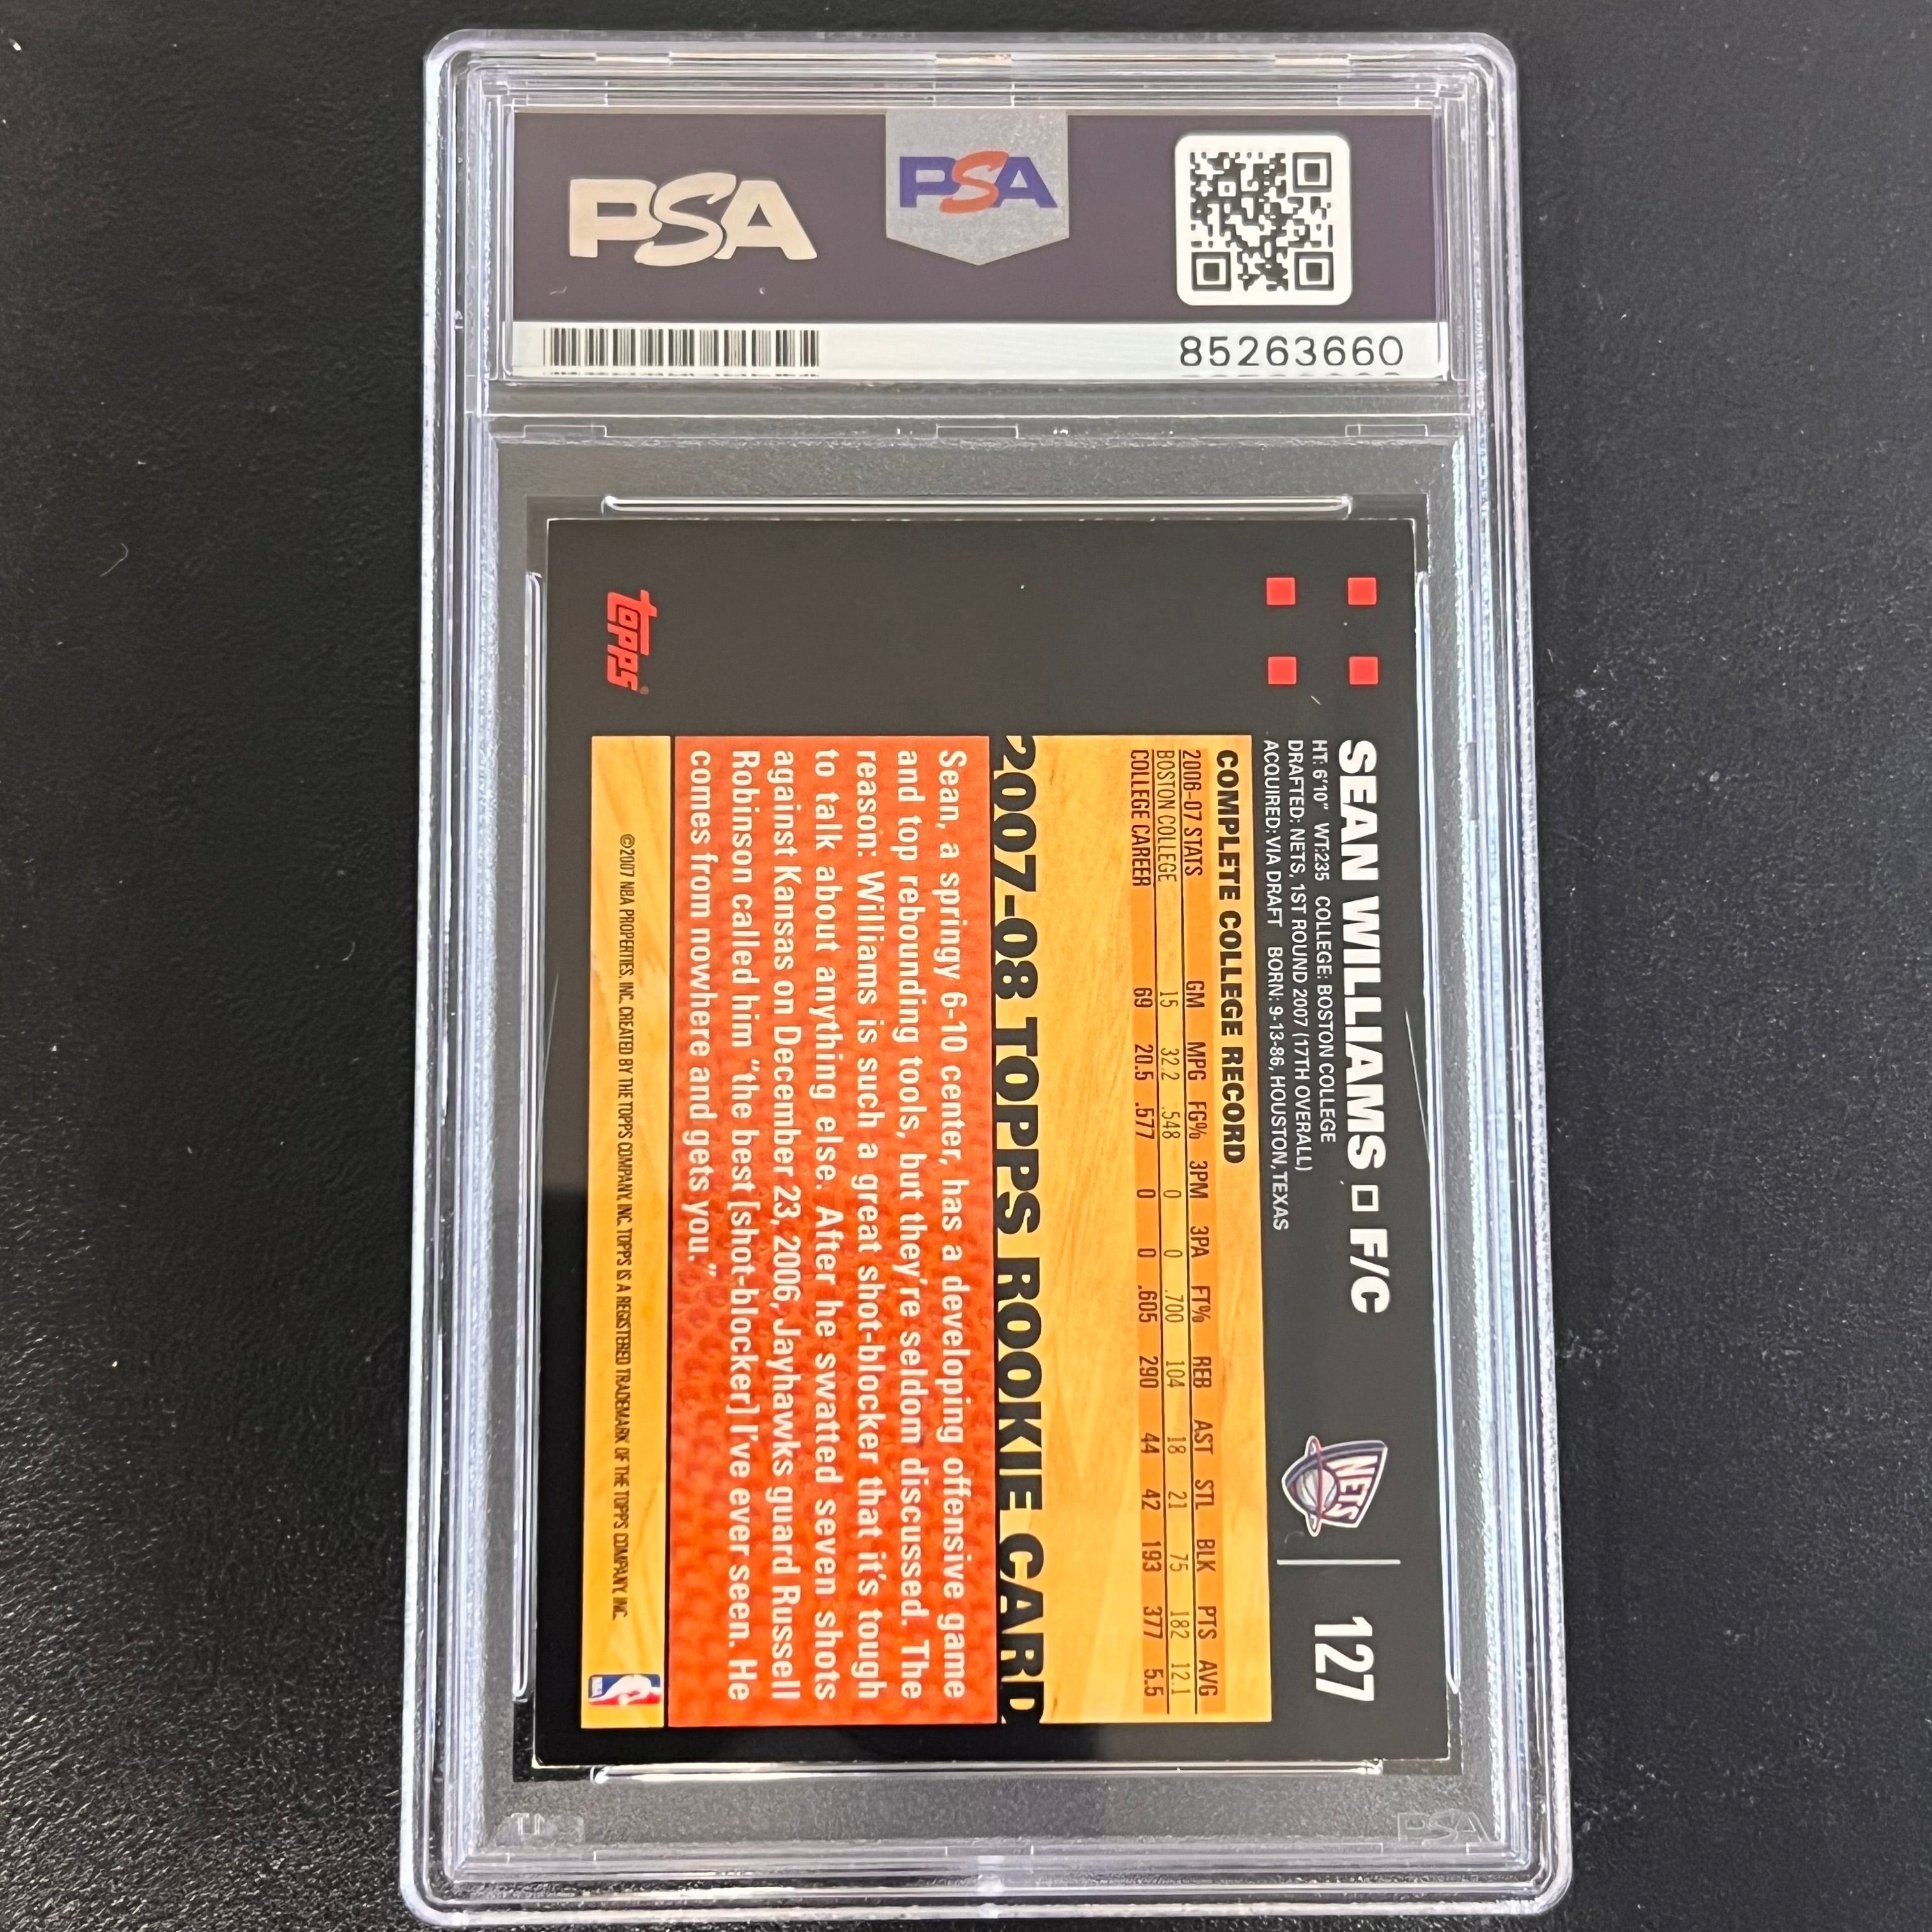 PSA
PSA
85263660
SEAN WILLIAMS □ F/C
NETS
127
HT: 6'10" WT:235 COLLEGE: BOSTON COLLEGE
DRAFTED: NETS, 1ST ROUND 2007 (17TH OVERALL)
ACQUIRED: VIA DRAFT BORN: 9-13-86, HOUSTON, TEXAS
COMPLETE COLLEGE RECORD
2006-07 STATS GM MPG FG% 3PM 3PA FT% REB AST STL BLK PTS AVG
BOSTON COLLEGE 15 32.2 .548 0 0 .700 104 18 21 75 182 12.1
COLLEGE CAREER 69 20.5 .577 0 0 .605 290 44 42 193 377 5.5
2007-08 TOPPS ROOKIE CARD
Sean, a springy 6-10 center, has a developing offensive game
and top rebounding tools, but they're seldom discussed. The
reason: Williams is such a great shot-blocker that it's tough
to talk about anything else. After he swatted seven shots
against Kansas on December 23, 2006, Jayhawks guard Russell
Robinson called him "the best [shot-blocker] I've ever seen. He
comes from nowhere and gets you."
topps®
©2007 NBA PROPERTIES, INC. CREATED BY THE TOPPS COMPANY, INC. TOPPS IS A REGISTERED TRADEMARK OF THE TOPPS COMPANY, INC.
NBA
PSA